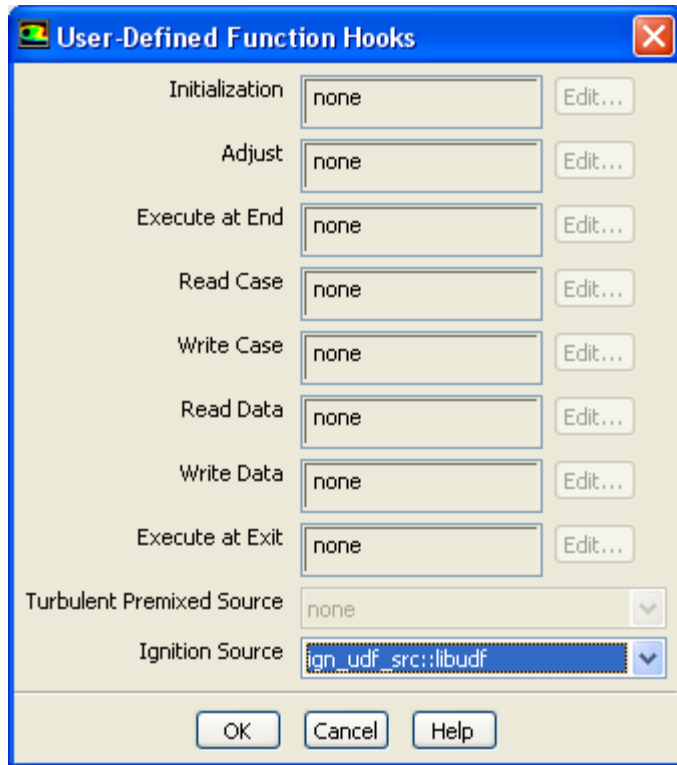 User-Defined Function Hooks
Initialization none Edit...
Adjust none Edit...
Execute at End none Edit...
Read Case none Edit...
Write Case none Edit...
Read Data none Edit...
Write Data none Edit...
Execute at Exit none Edit...
Turbulent Premixed Source none
Ignition Source ign_udf_src::libudf
OK Cancel Help